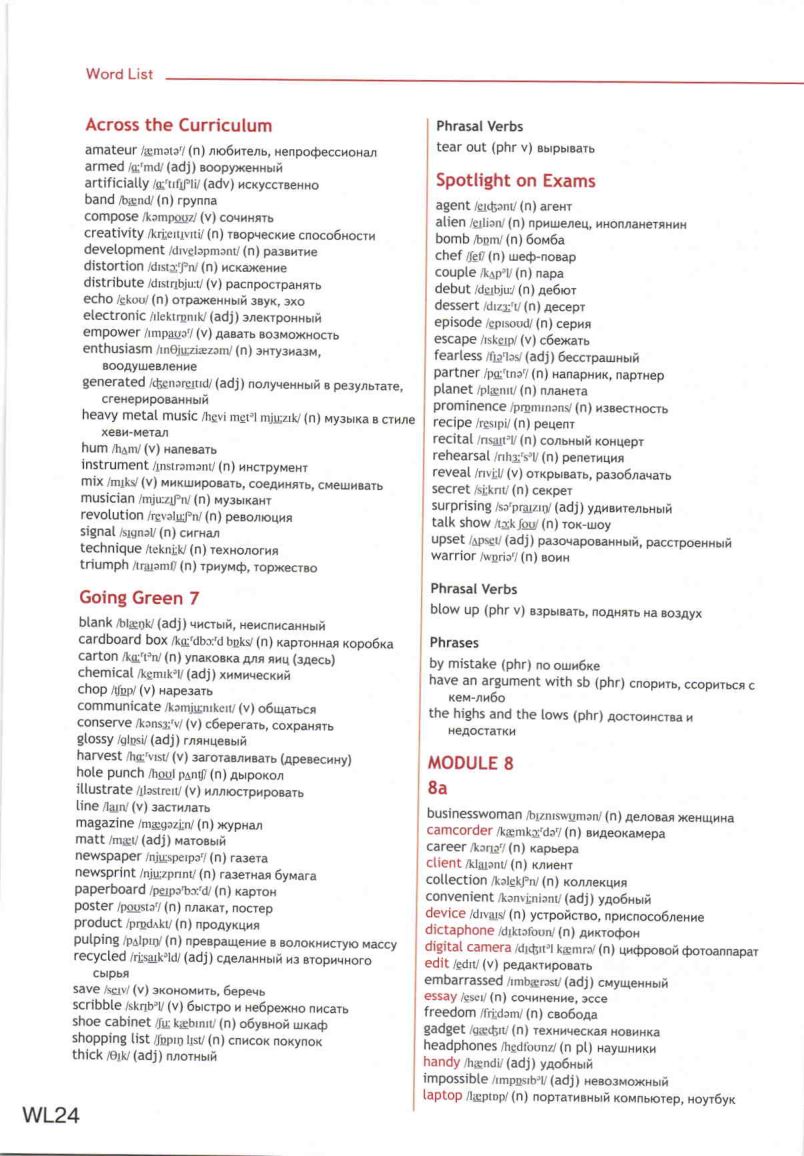 Word List
Across the Curriculum
amateur /æmətəʳ/ (n) любитель, непрофессионал
armed /ɑːʳmd/ (adj) вооруженный
artificially /ɑːʳtɪfɪʃᵊli/ (adv) искусственно
band /bænd/ (n) группа
compose /kəmpoʊz/ (v) сочинять
creativity /kriːeɪtɪvɪti/ (n) творческие способности
development /dɪveləpmənt/ (n) развитие
distortion /dɪstɔːʳʃᵊn/ (n) искажение
distribute /dɪstrɪbjuːt/ (v) распространять
echo /ekoʊ/ (n) отраженный звук, эхо
electronic /ɪlektrɒnɪk/ (adj) электронный
empower /ɪmpaʊəʳ/ (v) давать возможность
enthusiasm /ɪnθjuːziæzəm/ (n) энтузиазм,
воодушевление
generated /dʒenəreɪtɪd/ (adj) полученный в результате,
сгенерированный
heavy metal music /hevi metᵊl mjuːzɪk/ (n) музыка в стиле
хеви-метал
hum /hʌm/ (v) напевать
instrument /ɪnstrəmənt/ (n) инструмент
mix /mɪks/ (v) микшировать, соединять, смешивать
musician /mjuːzɪʃᵊn/ (n) музыкант
revolution /revəluːʃᵊn/ (n) революция
signal /sɪgnəl/ (n) сигнал
technique /tekniːk/ (n) технология
triumph /traɪəmf/ (n) триумф, торжество
Going Green 7
blank /blæŋk/ (adj) чистый, неисписанный
cardboard box /kɑːʳdbɔːʳd bɒks/ (n) картонная коробка
carton /kɑːʳtᵊn/ (n) упаковка для яиц (здесь)
chemical /kemɪkᵊl/ (adj) химический
chop /tʃɒp/ (v) нарезать
communicate /kəmjuːnɪkeɪt/ (v) общаться
conserve /kənsɜːʳv/ (v) сберегать, сохранять
glossy /glɒsi/ (adj) глянцевый
harvest /hɑːʳvɪst/ (v) заготавливать (древесину)
hole punch /hoʊl pʌntʃ/ (n) дырокол
illustrate /ɪləstreɪt/ (v) иллюстрировать
line /laɪn/ (v) застилать
magazine /mægəziːn/ (n) журнал
matt /mæt/ (adj) матовый
newspaper /njuːspeɪpəʳ/ (n) газета
newsprint /njuːzprɪnt/ (n) газетная бумага
paperboard /peɪpəʳbɔːʳd/ (n) картон
poster /poʊstəʳ/ (n) плакат, постер
product /prɒdʌkt/ (n) продукция
pulping /pʌlpɪŋ/ (n) превращение в волокнистую массу
recycled /riːsaɪkᵊld/ (adj) сделанный из вторичного
сырья
save /seɪv/ (v) экономить, беречь
scribble /skrɪbᵊl/ (v) быстро и небрежно писать
shoe cabinet /ʃuː kæbɪnɪt/ (n) обувной шкаф
shopping list /ʃɒpɪŋ lɪst/ (n) список покупок
thick /θɪk/ (adj) плотный
WL24
Phrasal Verbs
tear out (phr v) вырывать
Spotlight on Exams
agent /eɪdʒənt/ (n) агент
alien /eɪliən/ (n) пришелец, инопланетянин
bomb /bɒm/ (n) бомба
chef /ʃef/ (n) шеф-повар
couple /kʌpᵊl/ (n) пара
debut /deɪbjuː/ (n) дебют
dessert /dɪzɜːʳt/ (n) десерт
episode /epɪsoʊd/ (n) серия
escape /ɪskeɪp/ (v) сбежать
fearless /fɪəʳləs/ (adj) бесстрашный
partner /pɑːʳtnəʳ/ (n) напарник, партнер
planet /plænɪt/ (n) планета
prominence /prɒmɪnəns/ (n) известность
recipe /resɪpi/ (n) рецепт
recital /rɪsaɪtᵊl/ (n) сольный концерт
rehearsal /rɪhɜːʳsᵊl/ (n) репетиция
reveal /rɪviːl/ (v) открывать, разоблачать
secret /siːkrɪt/ (n) секрет
surprising /səʳpraɪzɪŋ/ (adj) удивительный
talk show /tɔːk ʃoʊ/ (n) ток-шоу
upset /ʌpset/ (adj) разочарованный, расстроенный
warrior /wɒriəʳ/ (n) воин
Phrasal Verbs
blow up (phr v) взрывать, поднять на воздух
Phrases
by mistake (phr) по ошибке
have an argument with sb (phr) спорить, ссориться с
кем-либо
the highs and the lows (phr) достоинства и
недостатки
MODULE 8
8a
businesswoman /bɪznɪswʊmən/ (n) деловая женщина
camcorder /kæmkɔːʳdəʳ/ (n) видеокамера
career /kərɪəʳ/ (n) карьера
client /klaɪənt/ (n) клиент
collection /kəlekʃᵊn/ (n) коллекция
convenient /kənviːniənt/ (adj) удобный
device /dɪvaɪs/ (n) устройство, приспособление
dictaphone /dɪktəfoʊn/ (n) диктофон
digital camera /dɪdʒɪtᵊl kæmrə/ (n) цифровой фотоаппарат
edit /edɪt/ (v) редактировать
embarrassed /ɪmbærəst/ (adj) смущенный
essay /eseɪ/ (n) сочинение, эссе
freedom /friːdəm/ (n) свобода
gadget /gædʒɪt/ (n) техническая новинка
headphones /hedfoʊnz/ (n pl) наушники
handy /hændi/ (adj) удобный
impossible /ɪmpɒsɪbᵊl/ (adj) невозможный
laptop /læptɒp/ (n) портативный компьютер, ноутбук